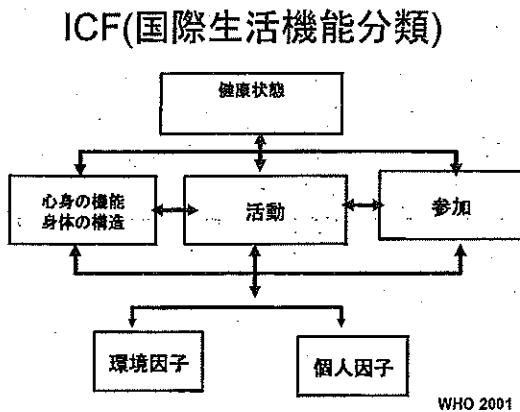 ICF(国際生活機能分類)
健康状態
心身の機能
身体の構造
活動
参加
環境因子
個人因子
WHO 2001